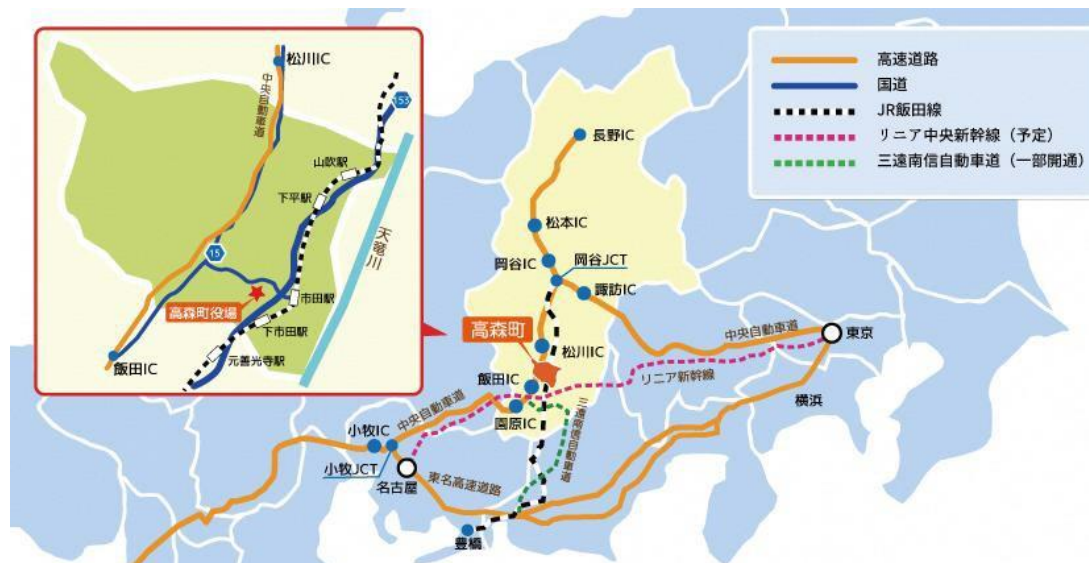 松川IC
中央自動車道
153
山吹駅
下平駅
天竜川
15
市田駅
高森町役場
下市田駅
元善光寺駅
飯田IC
高速道路
国道
JR飯田線
リニア中央新幹線（予定）
三遠南信自動車道（一部開通）
長野IC
松本IC
岡谷IC
岡谷JCT
諏訪IC
高森町
松川IC
中央自動車道
東京
リニア新幹線
飯田IC
横浜
中央自動車道
園原IC
三遠南信自動車道
小牧IC
小牧JCT
名古屋
東名高速道路
豊橋